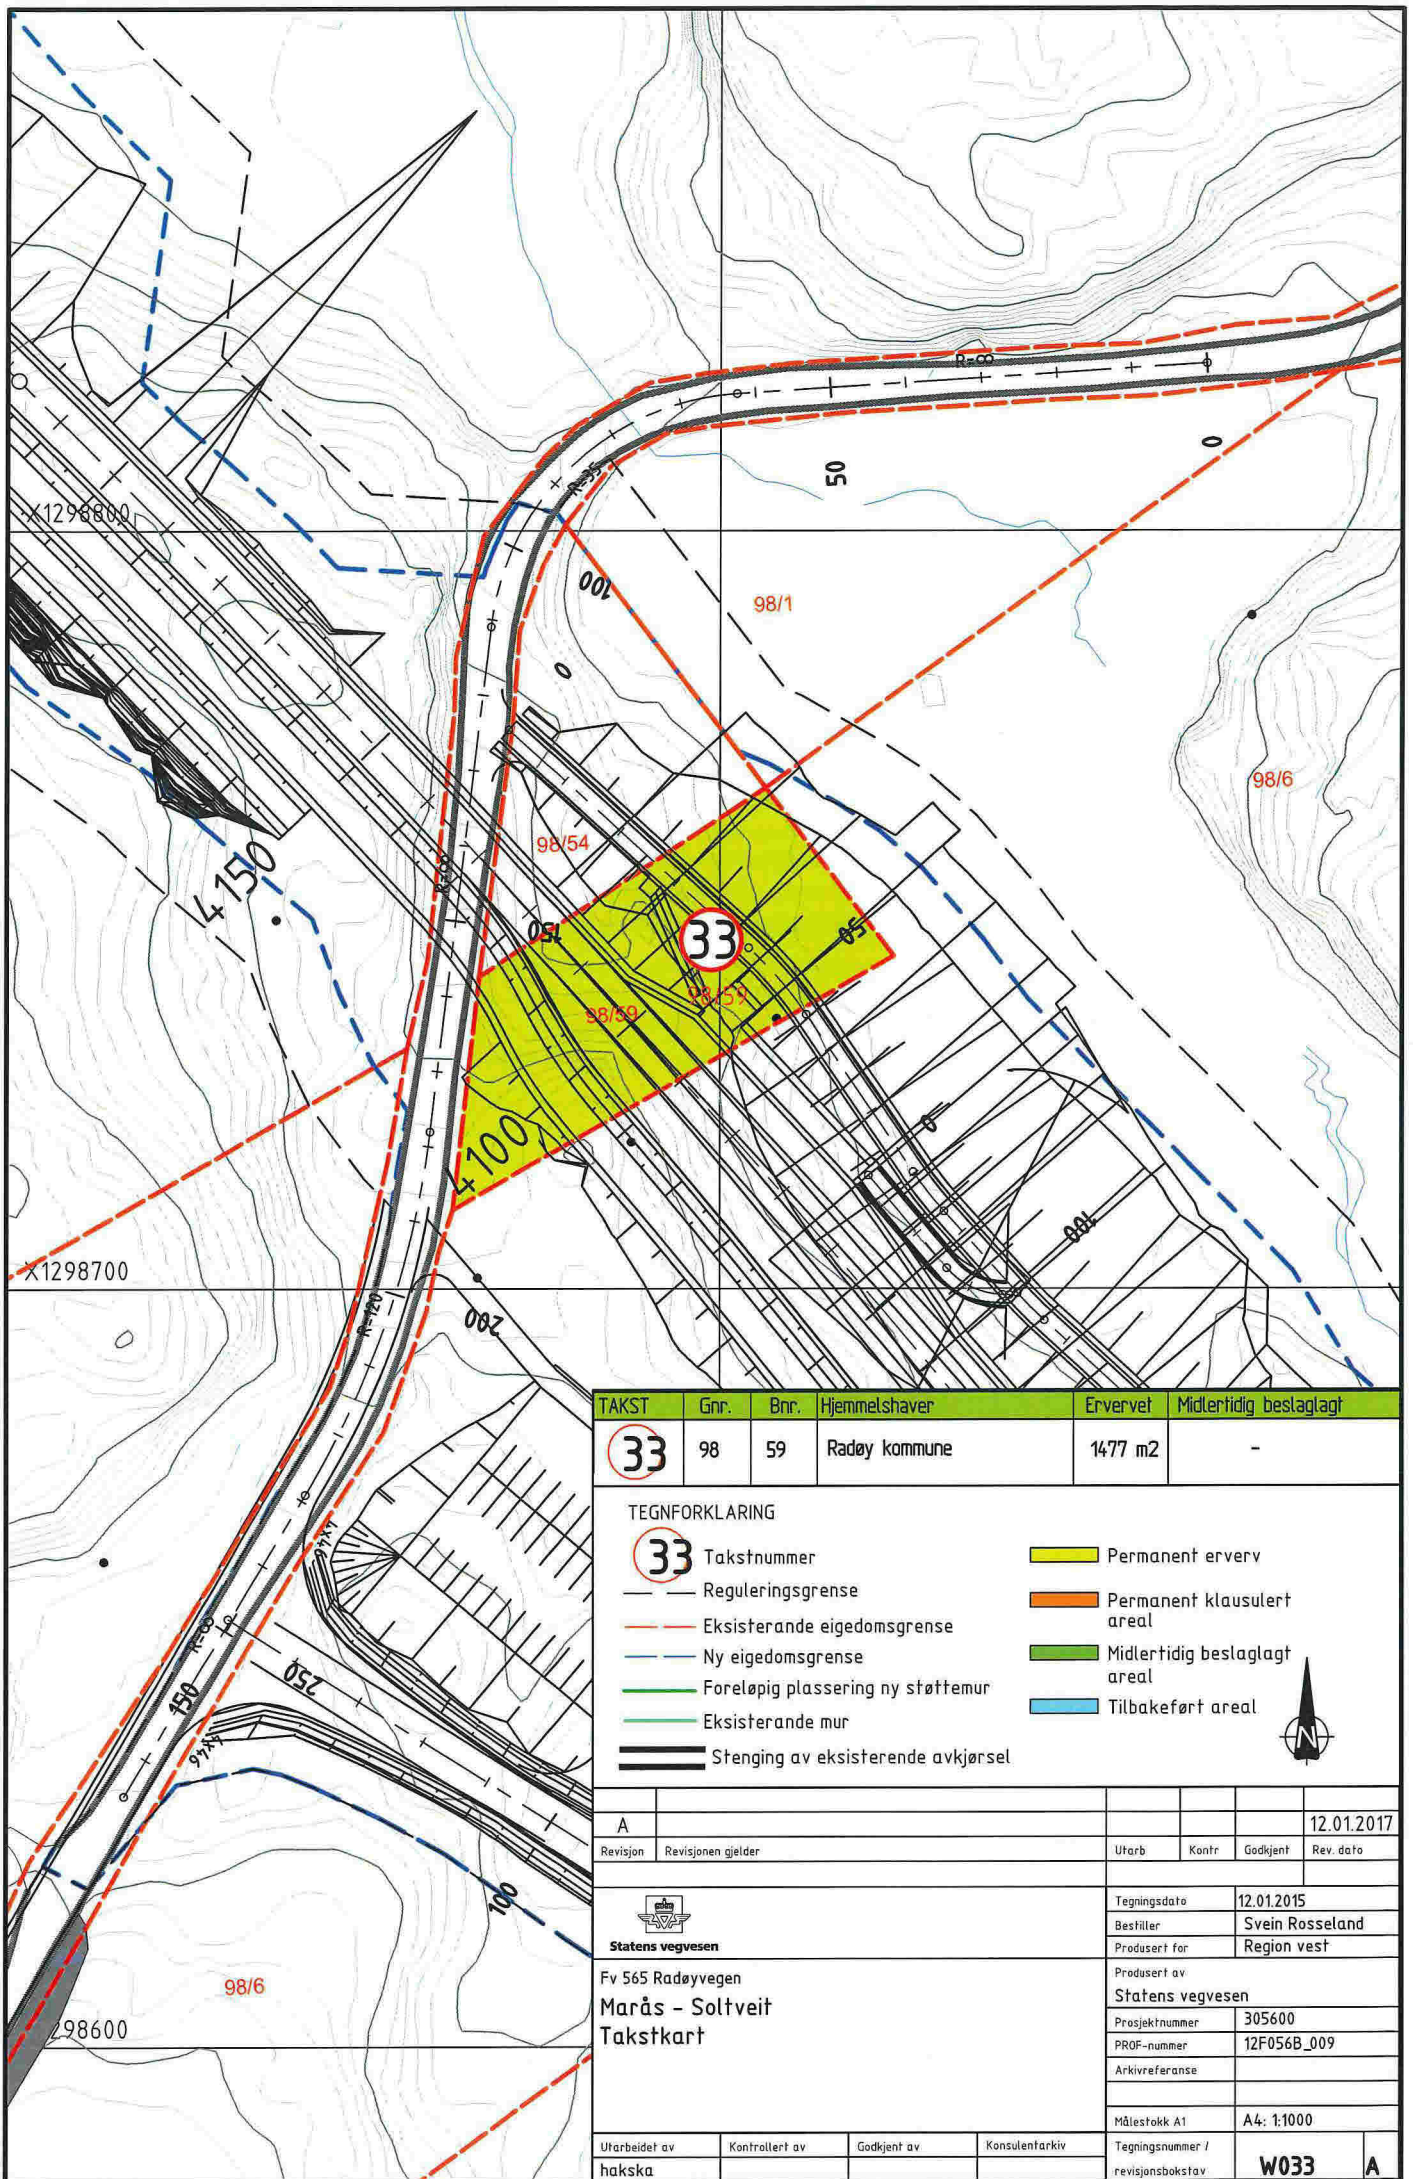 R=∞
50
0
R=35
X1298800
100
98/1
0
98/6
98/54
R=∞
4 150
150
33
50
98/59
98/59
4 100
0
100
X1298700
R=120
200
TAKST Gnr. Bnr. Hjemmelshaver Ervervet Midlertidig beslaglagt
33 98 59 Radøy kommune 1477 m2 -
TEGNFORKLARING
33 Takstnummer
Reguleringsgrense
Eksisterande eigedomsgrense
Ny eigedomsgrense
Foreløpig plassering ny støttemur
Eksisterande mur
Stenging av eksisterende avkjørsel
Permanent erverv
Permanent klausulert
areal
Midlertidig beslaglagt
areal
Tilbakeført areal
N
4X46
R=∞
150
250
4X46
100
98/6
298600
A 12.01.2017
Revisjon Revisjonen gjelder Utarb Kontr Godkjent Rev. dato
Statens vegvesen
Tegningsdato 12.01.2015
Bestiller Svein Rosseland
Produsert for Region vest
Fv 565 Radøyvegen
Marås - Soltveit
Takstkart
Produsert av
Statens vegvesen
Prosjektnummer 305600
PROF-nummer 12F056B_009
Arkivreferanse
Målestokk A1 A4: 1:1000
Utarbeidet av Kontrollert av Godkjent av Konsulentarkiv
hakska
Tegningsnummer /
revisjonsbokstav W033 A